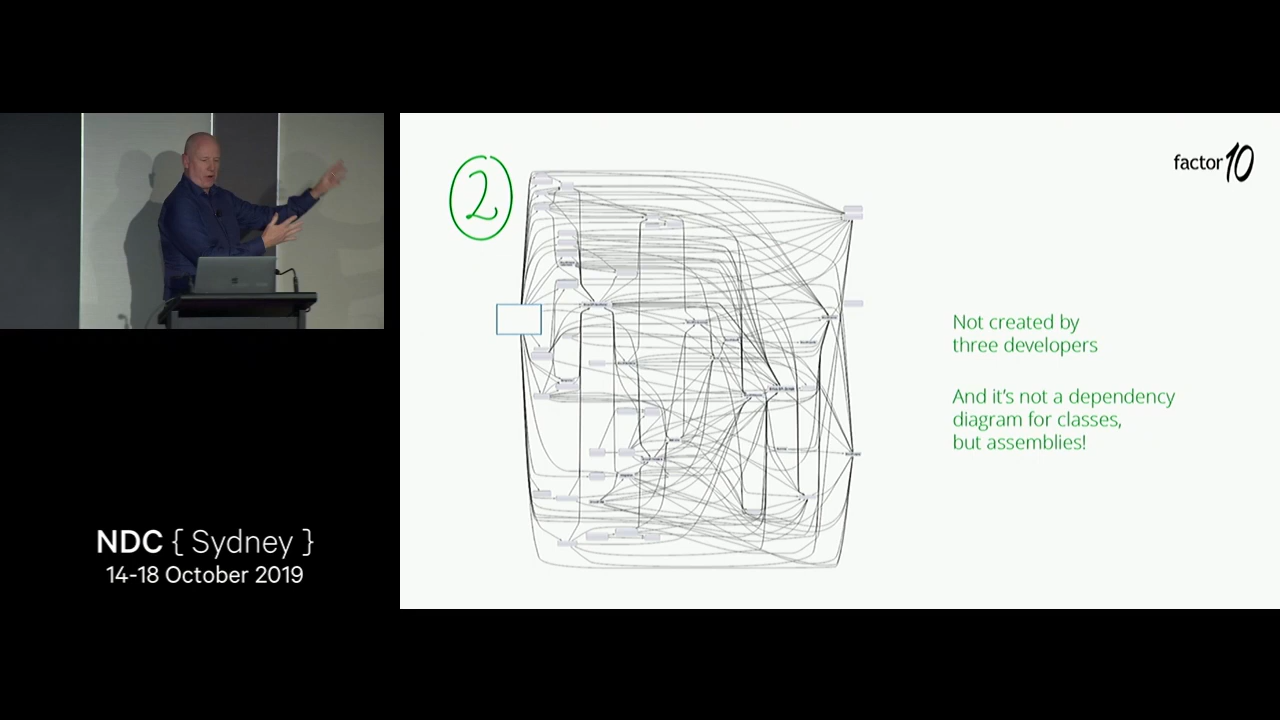 2
factor10
Not created by
three developers
And it's not a dependency
diagram for classes,
but assemblies!
NDC { Sydney }
14-18 October 2019